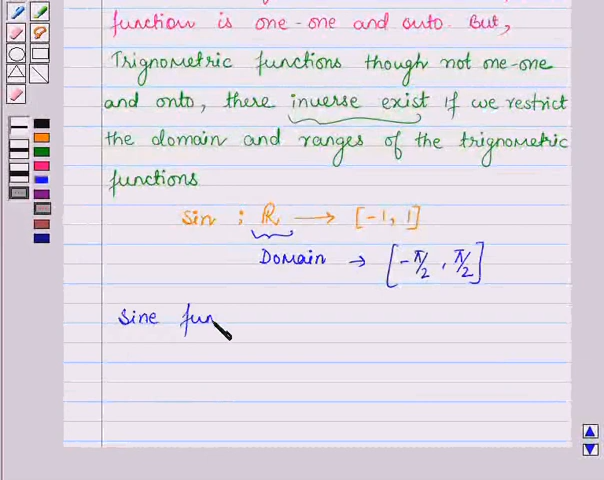 function is one-one and onto. But,
Trignometric functions though not one-one
and onto, there inverse exist if we restrict
the domain and ranges of the trignometric
functions
Sin : R → [-1, 1]
Domain → [-π/2, π/2]
Sine fun